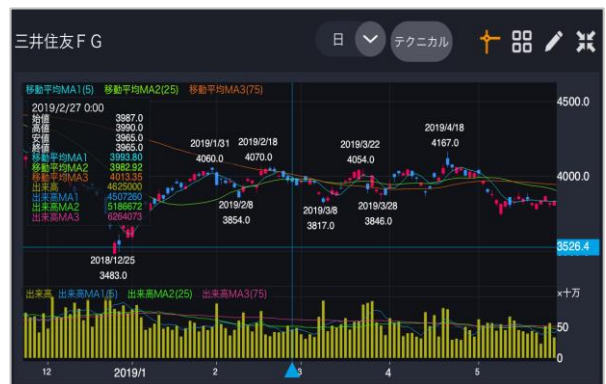 三井住友ＦＧ
日
テクニカル
移動平均MA1(5) 移動平均MA2(25) 移動平均MA3(75)
2019/2/27 0:00
始値 3987.0
高値 3990.0
安値 3965.0
終値 3965.0
移動平均MA1 3993.80
移動平均MA2 3982.92
移動平均MA3 4013.35
出来高 4625000
出来高MA1 4507260
出来高MA2 5186672
出来高MA3 6264073
4500.0
4000.0
3526.4
2019/1/31
4060.0
2019/2/18
4070.0
2019/3/22
4054.0
2019/4/18
4167.0
2019/2/8
3854.0
2019/3/8
3817.0
2019/3/28
3846.0
2018/12/25
3483.0
出来高 出来高MA1(5) 出来高MA2(25) 出来高MA3(75)
×十万
50
0
12 2019/1 2 3 4 5